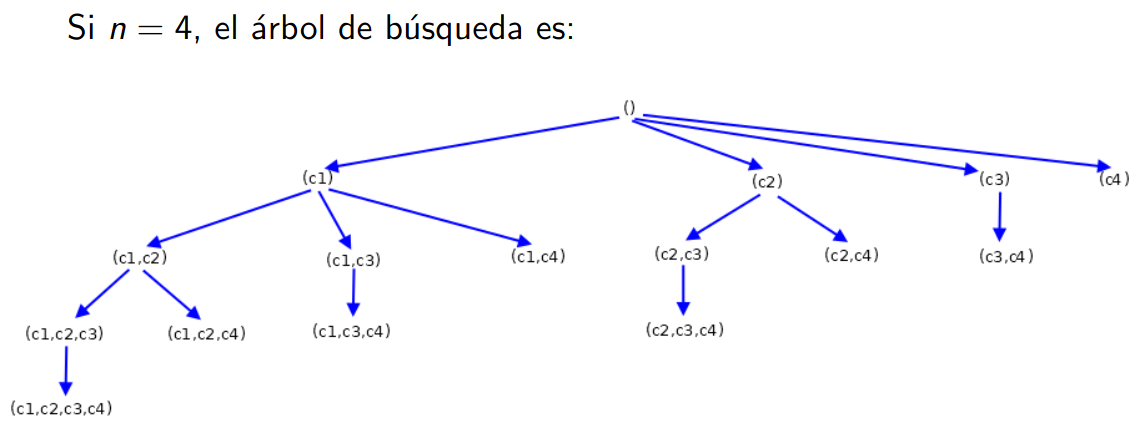 Si n = 4, el árbol de búsqueda es:
()
(c1)
(c2)
(c3)
(c4)
(c1,c2)
(c1,c3)
(c1,c4)
(c2,c3)
(c2,c4)
(c3,c4)
(c1,c2,c3)
(c1,c2,c4)
(c1,c3,c4)
(c2,c3,c4)
(c1,c2,c3,c4)